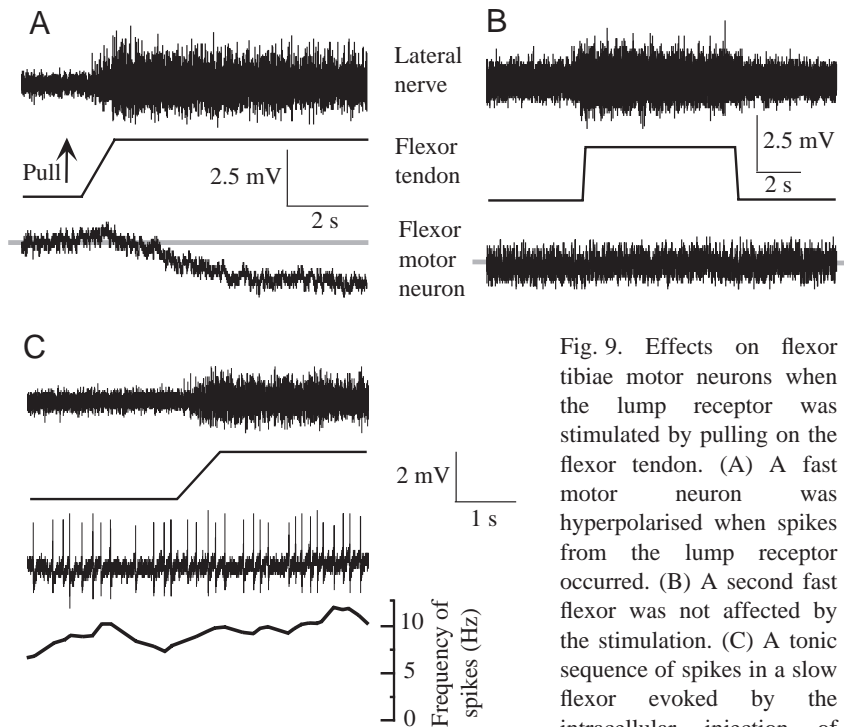 A
B
Lateral
nerve
Pull
2.5 mV
2 s
Flexor
tendon
2.5 mV
2 s
Flexor
motor
neuron
C
2 mV
1 s
10
5
0
Frequency of
spikes (Hz)
Fig. 9. Effects on flexor
tibiae motor neurons when
the lump receptor was
stimulated by pulling on the
flexor tendon. (A) A fast
motor neuron was
hyperpolarised when spikes
from the lump receptor
occurred. (B) A second fast
flexor was not affected by
the stimulation. (C) A tonic
sequence of spikes in a slow
flexor evoked by the
intracellular injection of